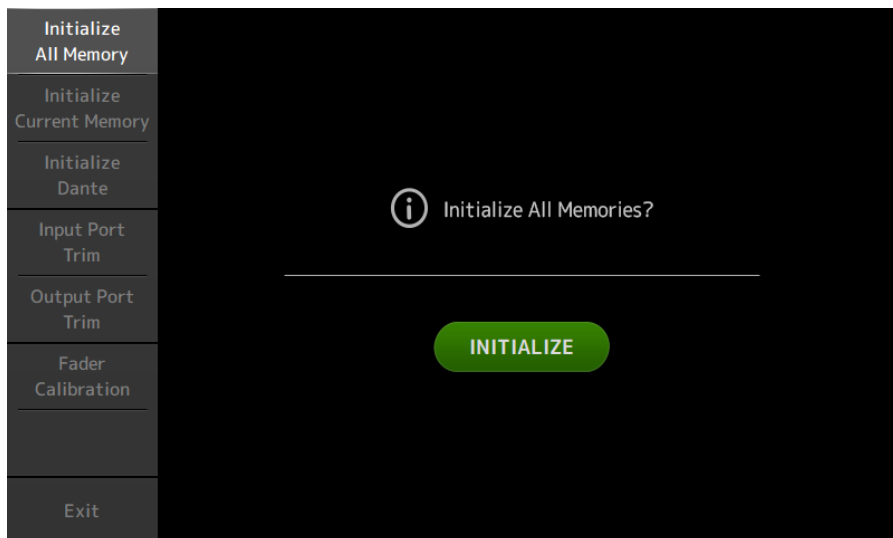 Initialize
All Memory
Initialize
Current Memory
Initialize
Dante
Input Port
Trim
Output Port
Trim
Fader
Calibration
Exit
Initialize All Memories?
INITIALIZE